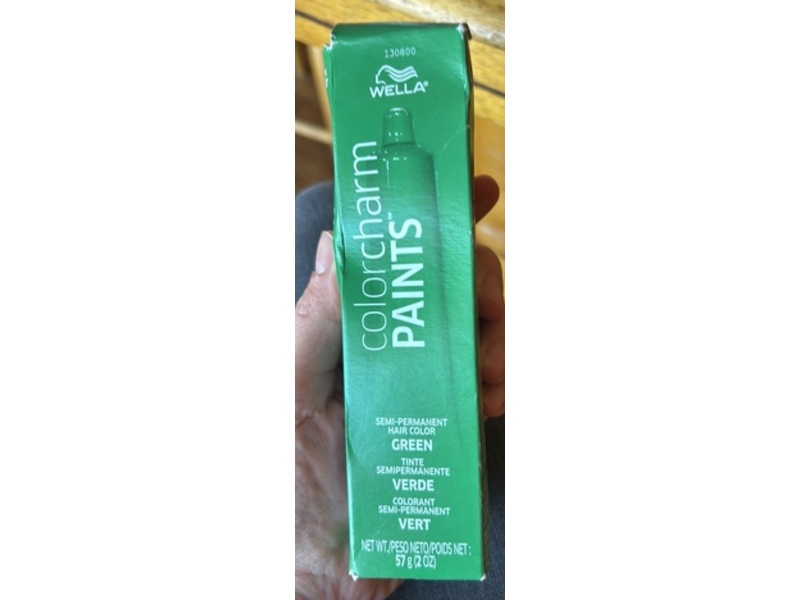 130800
WELLA®
colorcharm
PAINTS™
SEMI-PERMANENT
HAIR COLOR
GREEN
TINTE
SEMIPERMANENTE
VERDE
COLORANT
SEMI-PERMANENT
VERT
NET WT./PESO NETO/POIDS NET :
57 g (2 OZ)